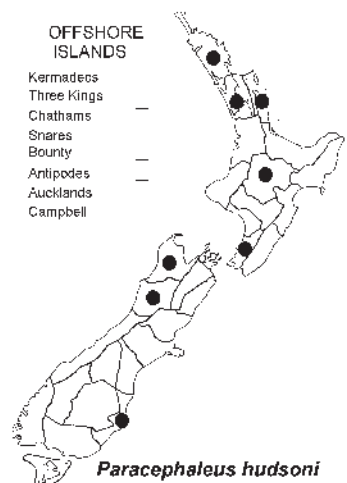 OFFSHORE
ISLANDS
Kermadecs
Three Kings
Chathams
Snares
Bounty
Antipodes
Aucklands
Campbell
Paracephaleus hudsoni